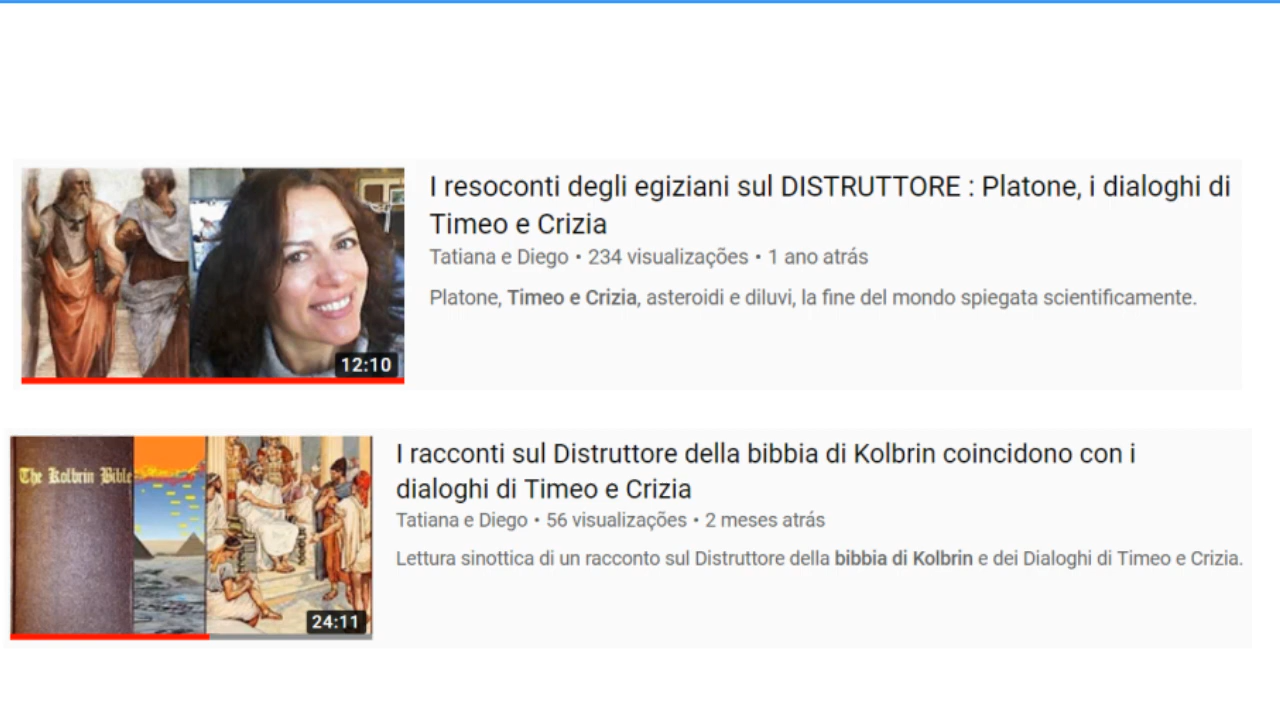 I resoconti degli egiziani sul DISTRUTTORE : Platone, i dialoghi di
Timeo e Crizia
Tatiana e Diego • 234 visualizações • 1 ano atrás
Platone, Timeo e Crizia, asteroidi e diluvi, la fine del mondo spiegata scientificamente.
12:10
The Kolbrin Bible
I racconti sul Distruttore della bibbia di Kolbrin coincidono con i
dialoghi di Timeo e Crizia
Tatiana e Diego • 56 visualizações • 2 meses atrás
Lettura sinottica di un racconto sul Distruttore della bibbia di Kolbrin e dei Dialoghi di Timeo e Crizia.
24:11